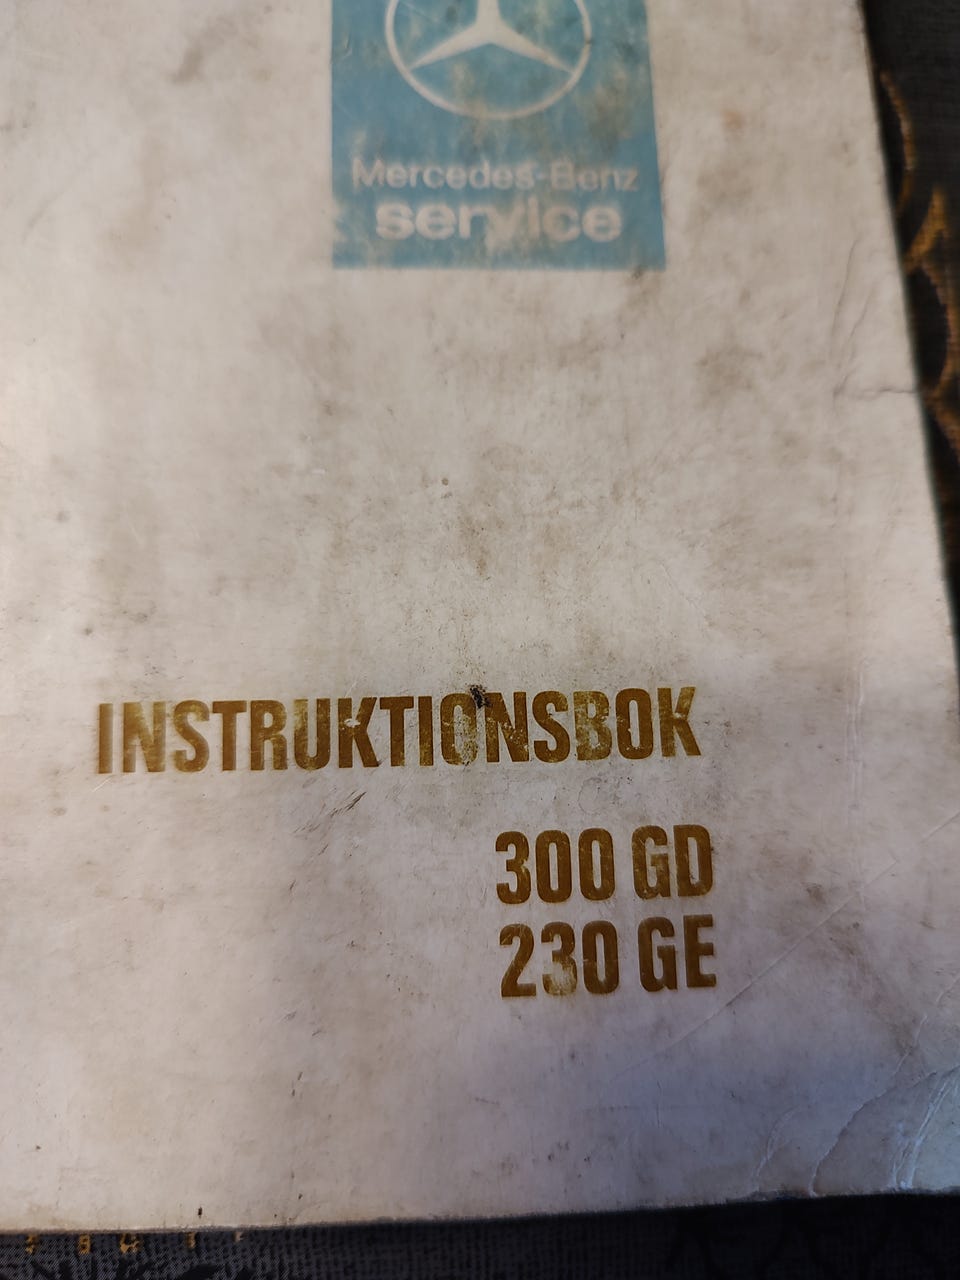 Mercedes-Benz
service
INSTRUKTIONSBOK
300 GD
230 GE